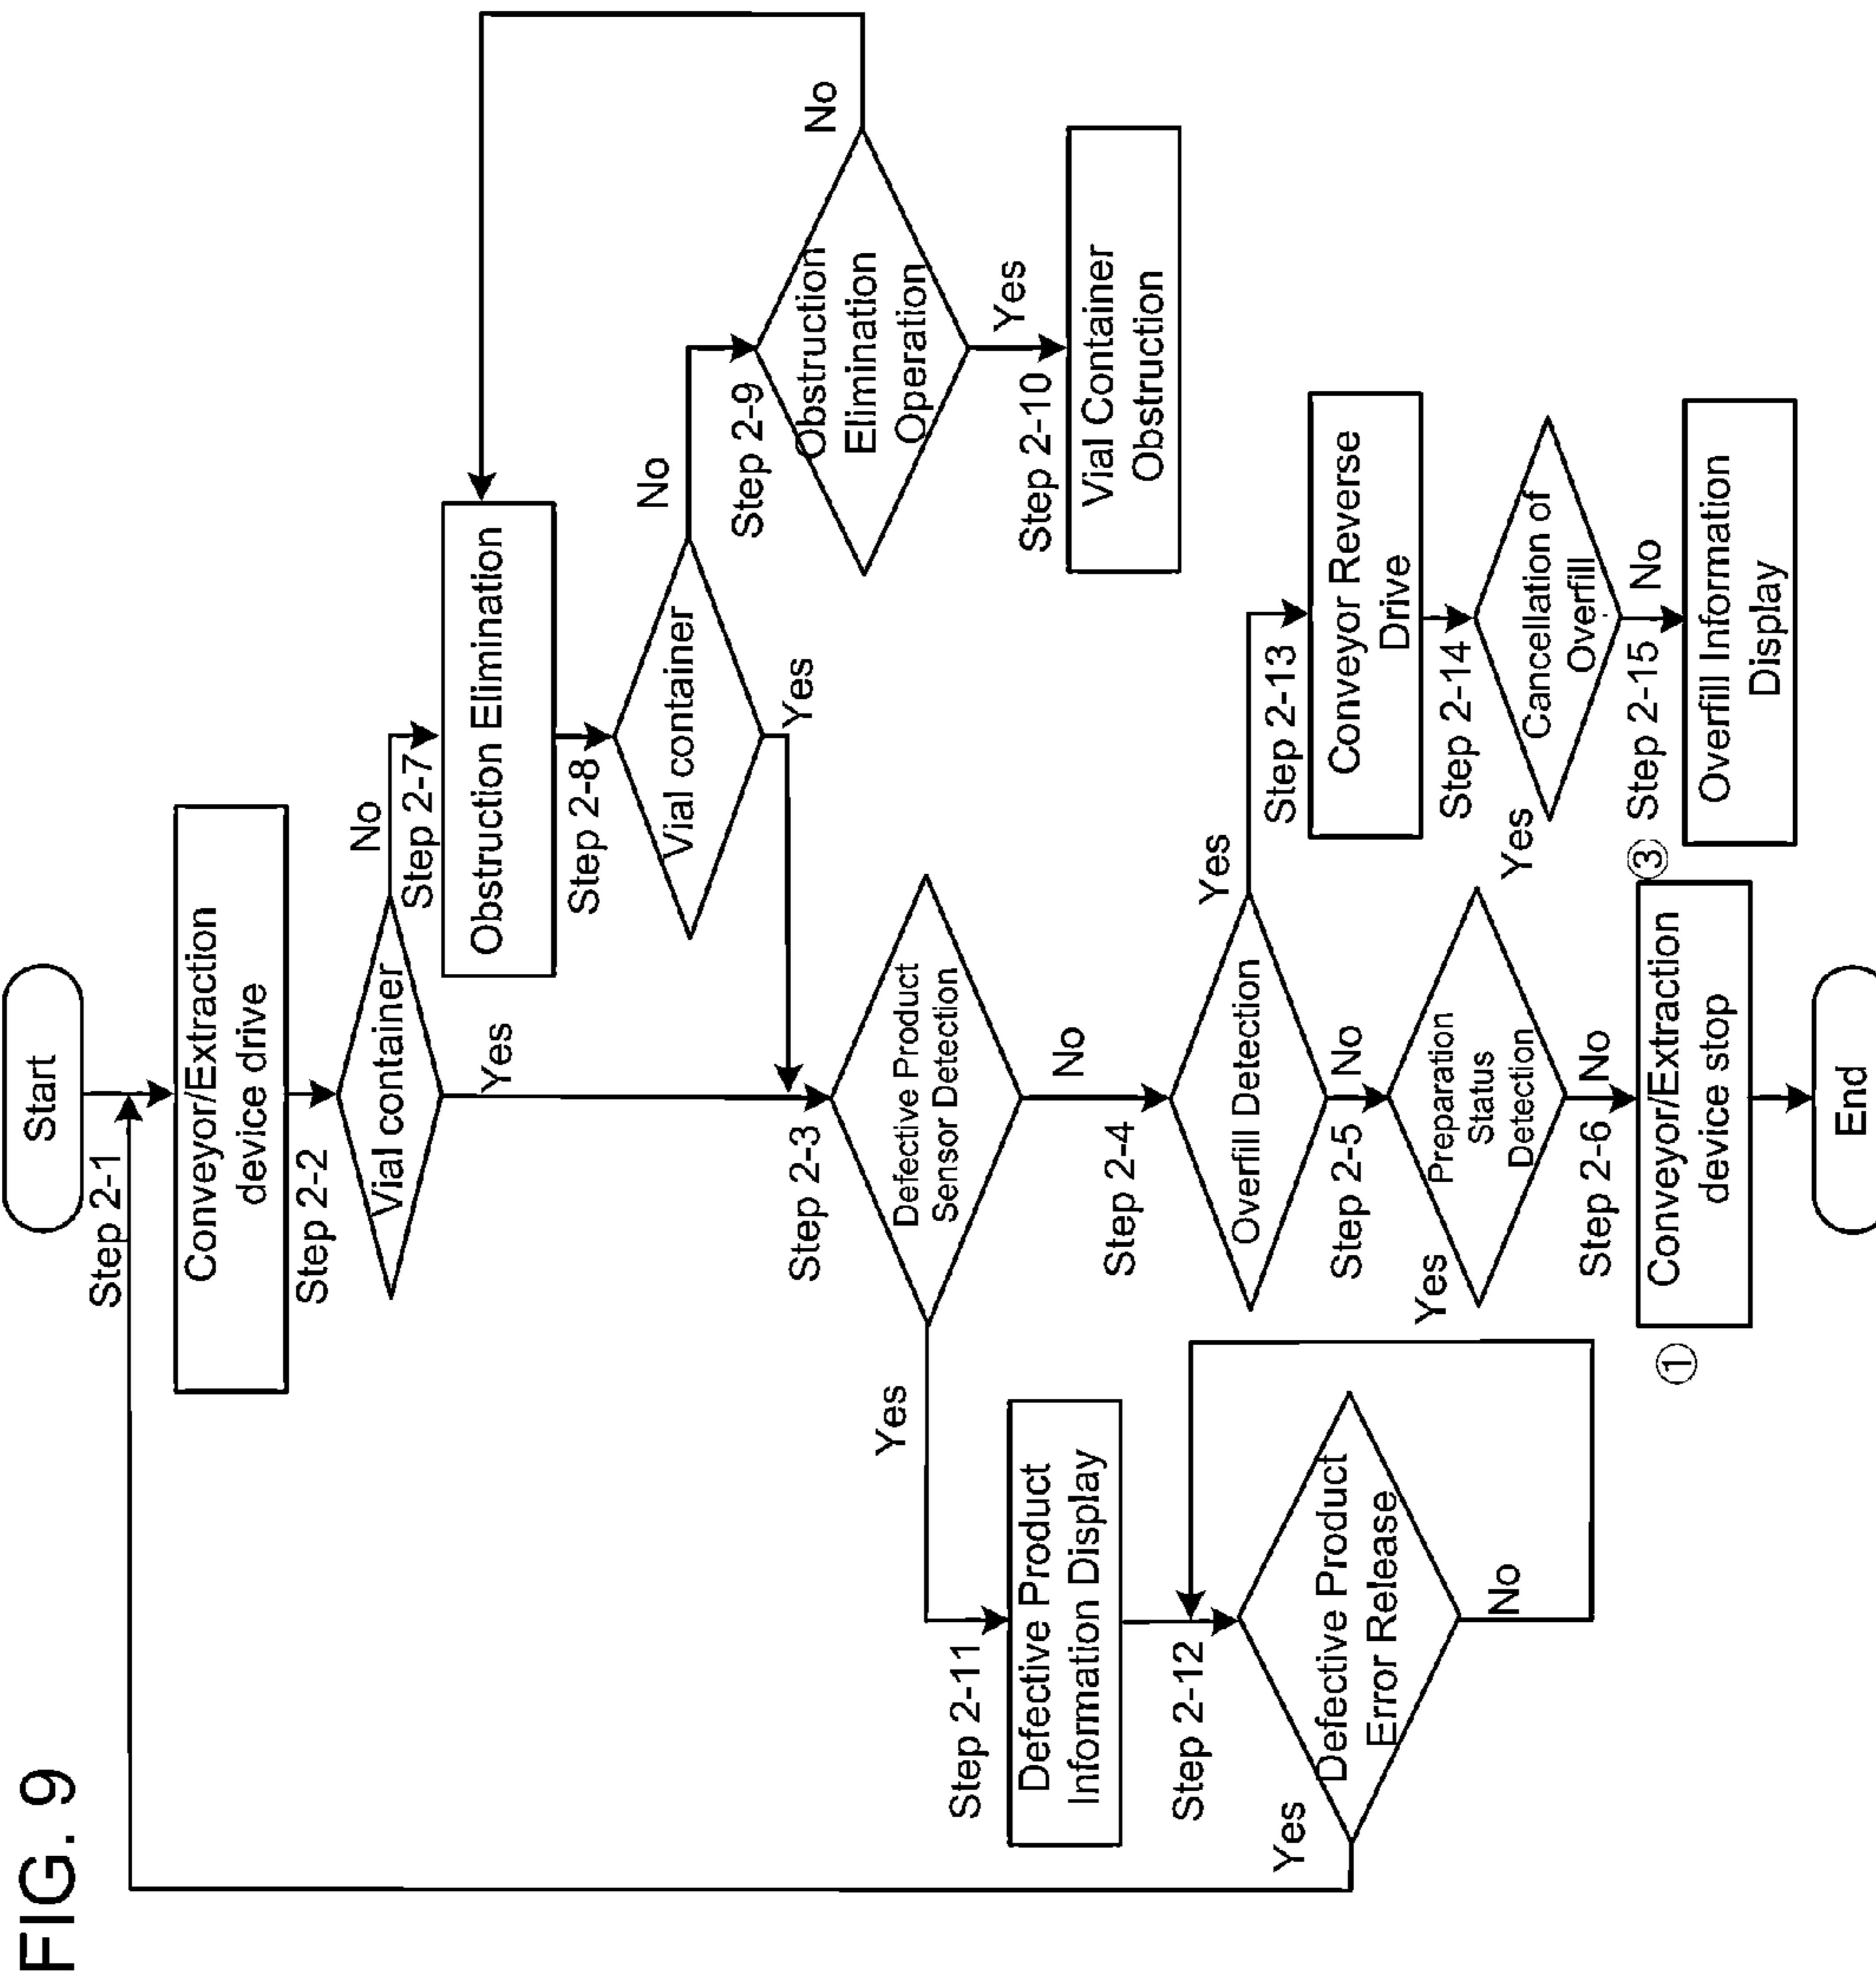 FIG. 9
Start
Step 2-1
Conveyor/Extraction
device drive
Step 2-2
Vial container
No
Yes
Step 2-7
Obstruction Elimination
Step 2-8
Vial container
No
Yes
Step 2-9
Obstruction
Elimination
Operation
No
Yes
Step 2-10
Vial Container
Obstruction
Step 2-3
Defective Product
Sensor Detection
Yes
No
Step 2-11
Defective Product
Information Display
Step 2-12
Defective Product
Error Release
Yes
No
Step 2-4
Overfill Detection
Yes
No
Step 2-13
Conveyor Reverse
Drive
Step 2-14
Cancellation of
Overfill
Yes
No
Step 2-15
Overfill Information
Display
Step 2-5
Preparation
Status
Detection
Yes
No
Step 2-6
①
③
Conveyor/Extraction
device stop
End